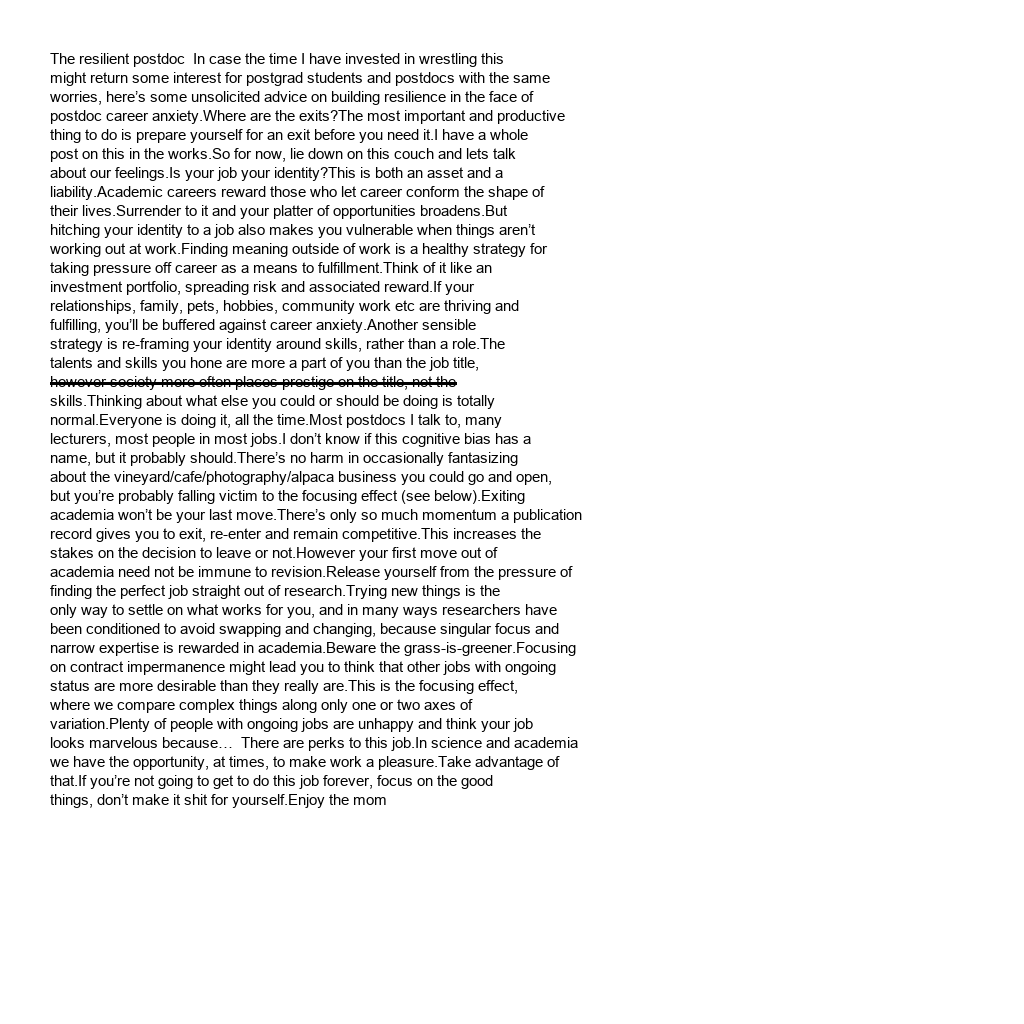 The resilient postdoc  In case the time I have invested in wrestling this
might return some interest for postgrad students and postdocs with the same
worries, here’s some unsolicited advice on building resilience in the face of
postdoc career anxiety.Where are the exits?The most important and productive
thing to do is prepare yourself for an exit before you need it.I have a whole
post on this in the works.So for now, lie down on this couch and lets talk
about our feelings.Is your job your identity?This is both an asset and a
liability.Academic careers reward those who let career conform the shape of
their lives.Surrender to it and your platter of opportunities broadens.But
hitching your identity to a job also makes you vulnerable when things aren’t
working out at work.Finding meaning outside of work is a healthy strategy for
taking pressure off career as a means to fulfillment.Think of it like an
investment portfolio, spreading risk and associated reward.If your
relationships, family, pets, hobbies, community work etc are thriving and
fulfilling, you’ll be buffered against career anxiety.Another sensible
strategy is re-framing your identity around skills, rather than a role.The
talents and skills you hone are more a part of you than the job title,
however society more often places prestige on the title, not the
skills.Thinking about what else you could or should be doing is totally
normal.Everyone is doing it, all the time.Most postdocs I talk to, many
lecturers, most people in most jobs.I don’t know if this cognitive bias has a
name, but it probably should.There’s no harm in occasionally fantasizing
about the vineyard/cafe/photography/alpaca business you could go and open,
but you’re probably falling victim to the focusing effect (see below).Exiting
academia won’t be your last move.There’s only so much momentum a publication
record gives you to exit, re-enter and remain competitive.This increases the
stakes on the decision to leave or not.However your first move out of
academia need not be immune to revision.Release yourself from the pressure of
finding the perfect job straight out of research.Trying new things is the
only way to settle on what works for you, and in many ways researchers have
been conditioned to avoid swapping and changing, because singular focus and
narrow expertise is rewarded in academia.Beware the grass-is-greener.Focusing
on contract impermanence might lead you to think that other jobs with ongoing
status are more desirable than they really are.This is the focusing effect,
where we compare complex things along only one or two axes of
variation.Plenty of people with ongoing jobs are unhappy and think your job
looks marvelous because…  There are perks to this job.In science and academia
we have the opportunity, at times, to make work a pleasure.Take advantage of
that.If you’re not going to get to do this job forever, focus on the good
things, don’t make it shit for yourself.Enjoy the mom